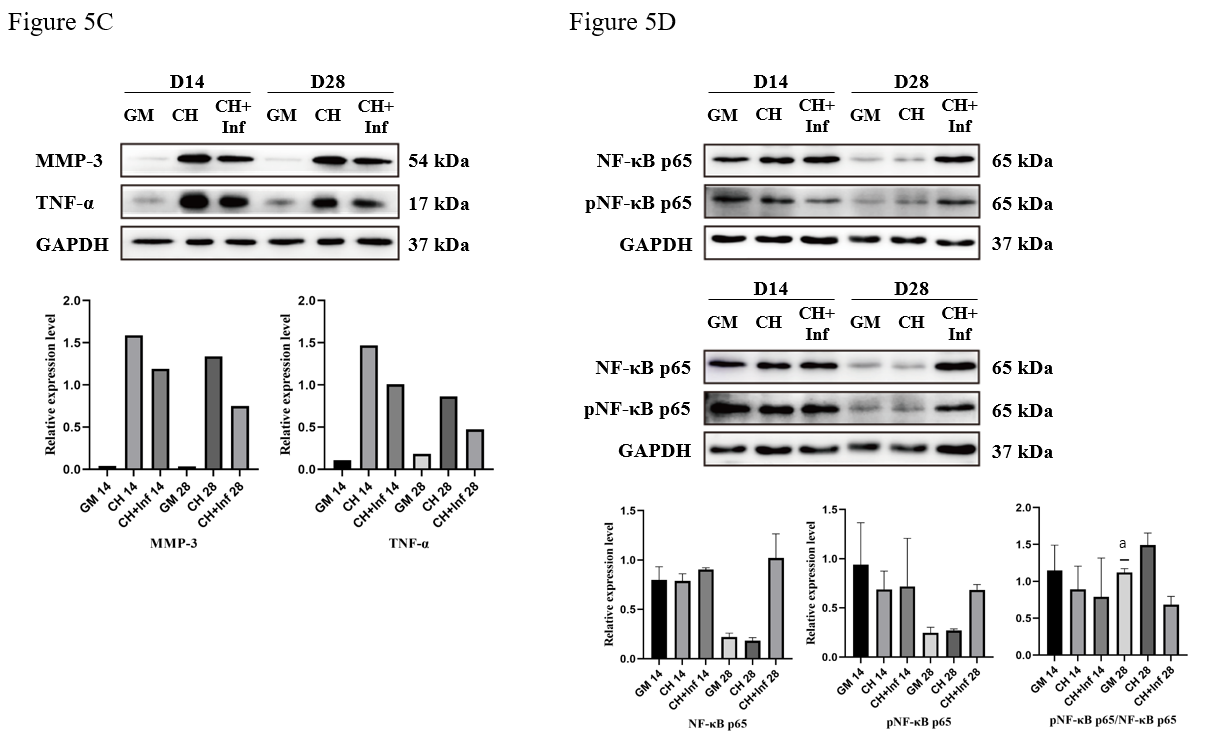 Figure 5C
D14 D28
GM CH CH+ Inf GM CH CH+ Inf
MMP-3 54 kDa
TNF-α 17 kDa
GAPDH 37 kDa
2.0 1.5 1.0 0.5 0.0
Relative expression level
GM 14 CH 14 CH+Inf 14 GM 28 CH 28 CH+Inf 28
MMP-3
2.0 1.5 1.0 0.5 0.0
Relative expression level
GM 14 CH 14 CH+Inf 14 GM 28 CH 28 CH+Inf 28
TNF-α
Figure 5D
D14 D28
GM CH CH+ Inf GM CH CH+ Inf
NF-κB p65 65 kDa
pNF-κB p65 65 kDa
GAPDH 37 kDa
D14 D28
GM CH CH+ Inf GM CH CH+ Inf
NF-κB p65 65 kDa
pNF-κB p65 65 kDa
GAPDH 37 kDa
1.5 1.0 0.5 0.0
Relative expression level
GM 14 CH 14 CH+Inf 14 GM 28 CH 28 CH+Inf 28
NF-κB p65
1.5 1.0 0.5 0.0
Relative expression level
GM 14 CH 14 CH+Inf 14 GM 28 CH 28 CH+Inf 28
pNF-κB p65
2.0 1.5 1.0 0.5 0.0
a
GM 14 CH 14 CH+Inf 14 GM 28 CH 28 CH+Inf 28
pNF-κB p65/NF-κB p65